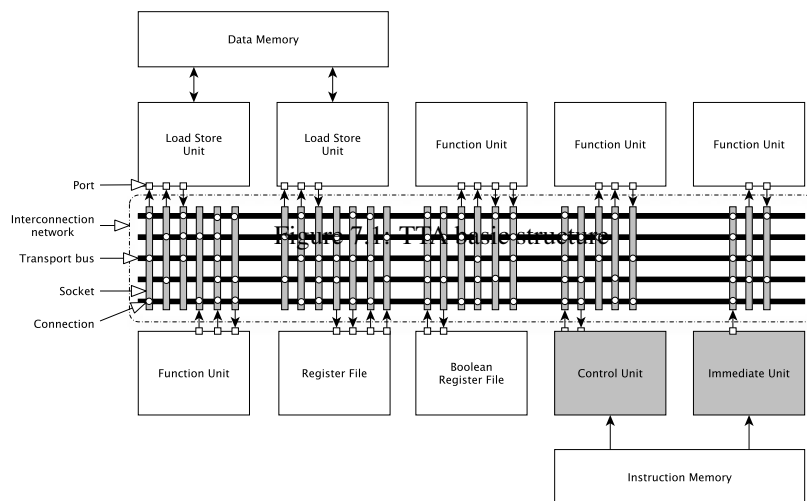 Data Memory
Load Store
Unit
Load Store
Unit
Function Unit
Function Unit
Function Unit
Port
Interconnection
network
Figure 7.1: TTA basic structure
Transport bus
Socket
Connection
Function Unit
Register File
Boolean
Register File
Control Unit
Immediate Unit
Instruction Memory